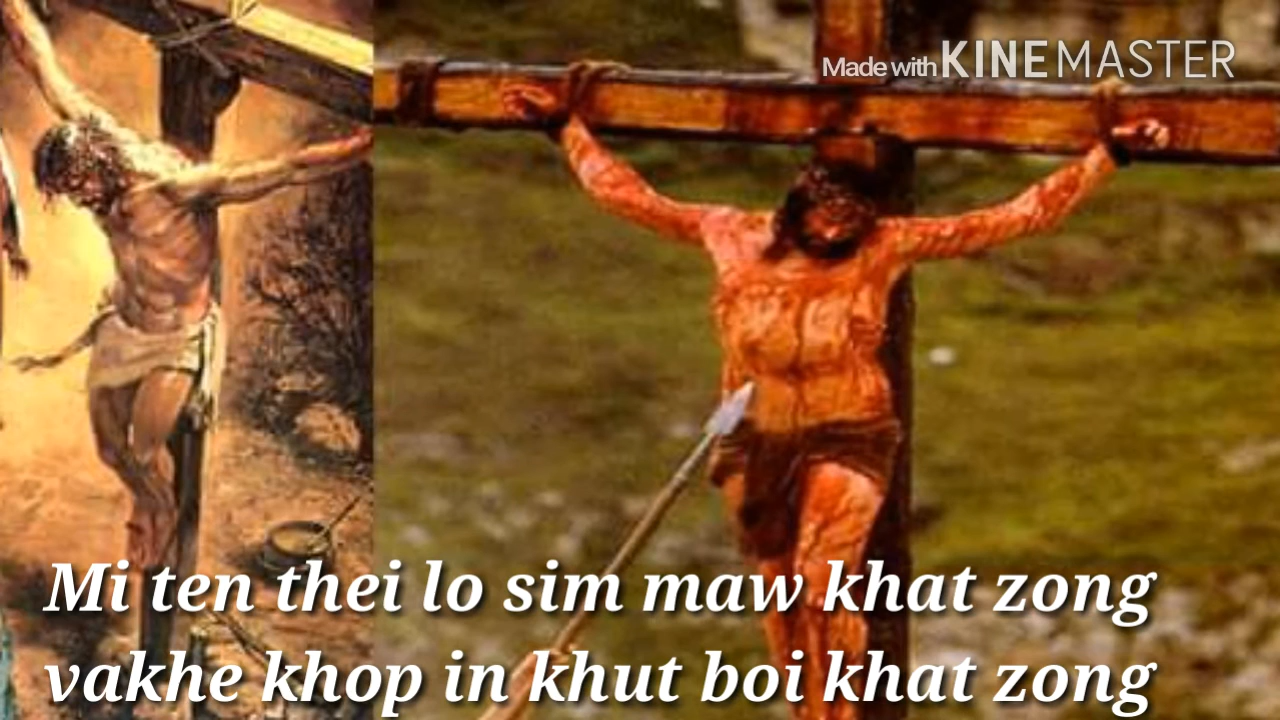 Made with KINEMASTER
Mi ten thei lo sim maw khat zong
vakhe khop in khut boi khat zong